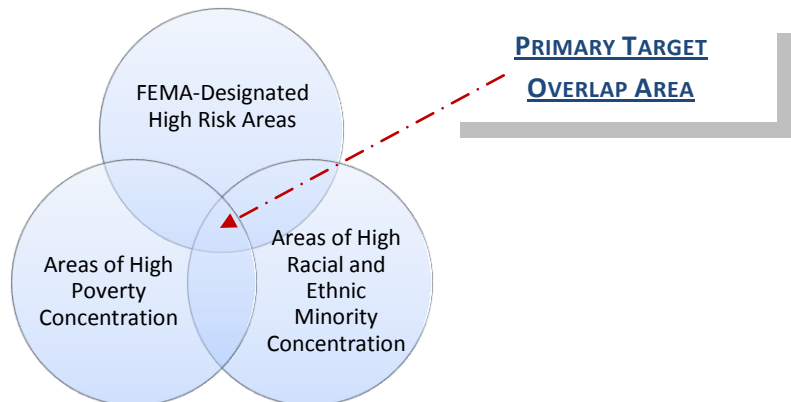 PRIMARY TARGET
OVERLAP AREA
FEMA-Designated
High Risk Areas
Areas of High
Poverty
Concentration
Areas of High
Racial and
Ethnic
Minority
Concentration